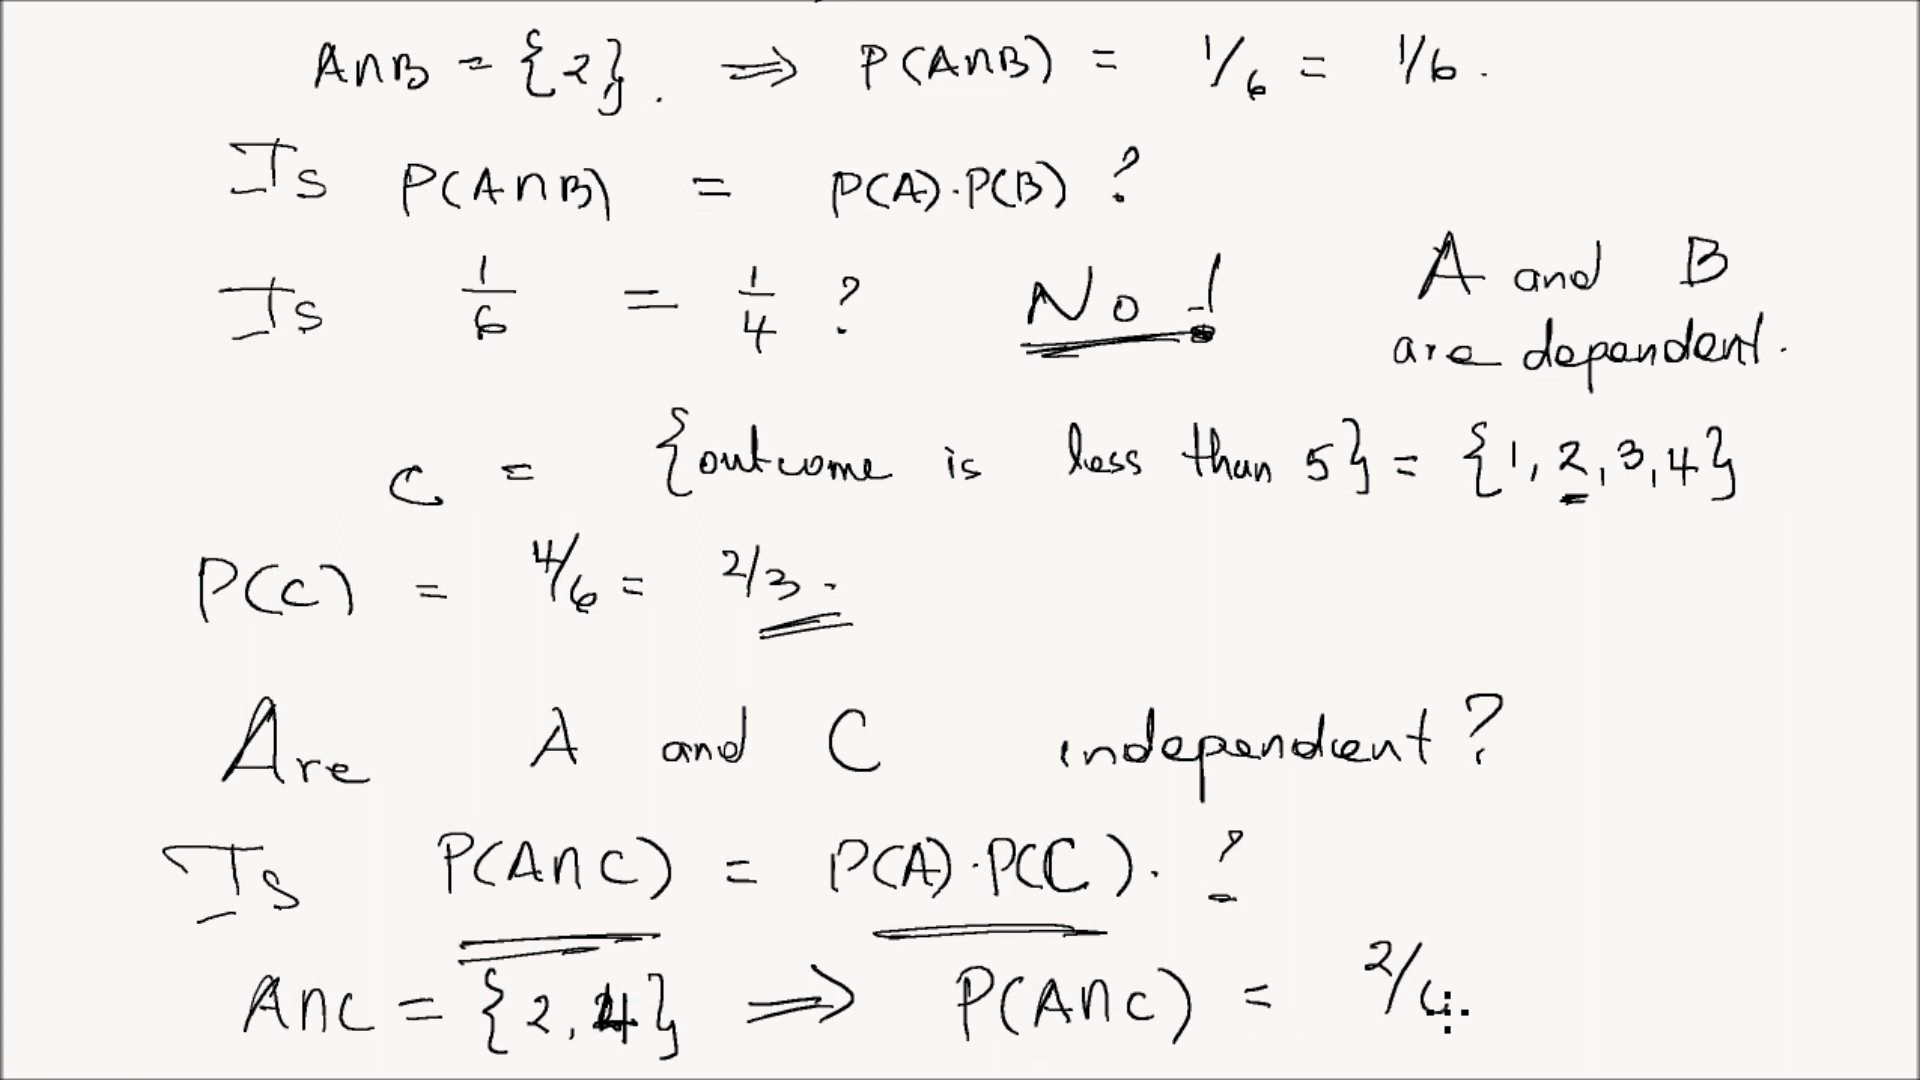 A∩B = {2}. ⇒ P(A∩B) = 1/6 = 1/6.
Is P(A∩B) = P(A)·P(B) ?
Is 1/6 = 1/4 ? No! A and B
are dependent.
C = {outcome is less than 5} = {1, 2, 3, 4}
P(C) = 4/6 = 2/3.
Are A and C independent?
Is P(A∩C) = P(A)·P(C). ?
A∩C = {2, 4} ⇒ P(A∩C) = 2/